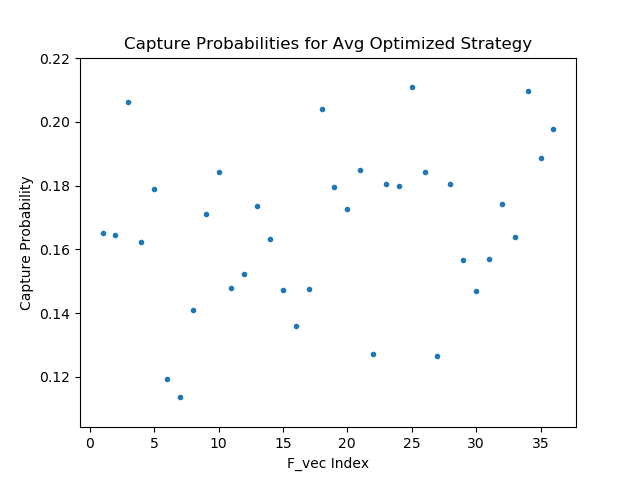 Capture Probabilities for Avg Optimized Strategy
0.22
0.20
0.18
0.16
0.14
0.12
Capture Probability
0 5 10 15 20 25 30 35
F_vec Index